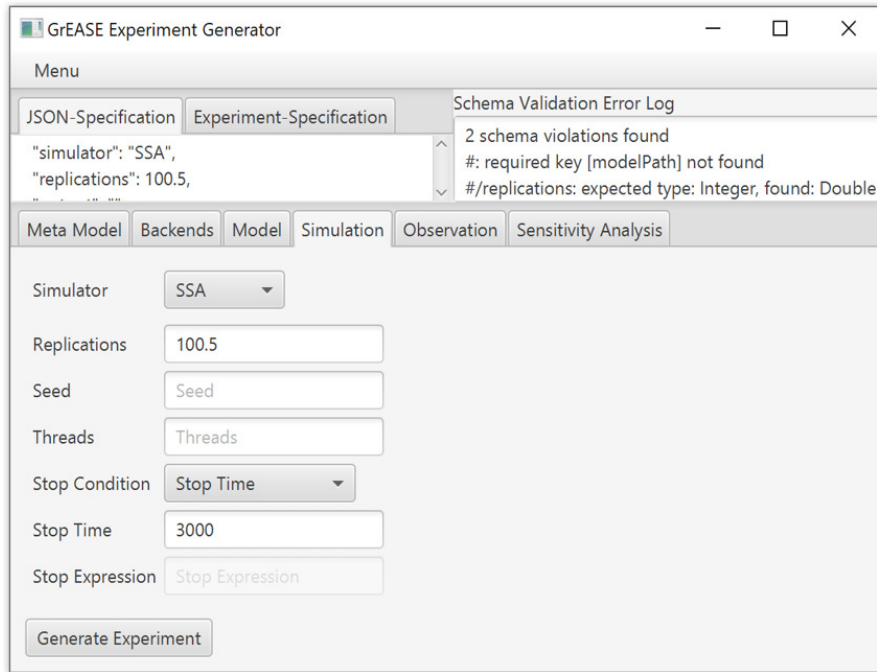 GrEASE Experiment Generator
Menu
JSON-Specification Experiment-Specification
"simulator": "SSA",
"replications": 100.5,
Schema Validation Error Log
2 schema violations found
#: required key [modelPath] not found
#/replications: expected type: Integer, found: Double
Meta Model Backends Model Simulation Observation Sensitivity Analysis
Simulator SSA
Replications 100.5
Seed Seed
Threads Threads
Stop Condition Stop Time
Stop Time 3000
Stop Expression Stop Expression
Generate Experiment